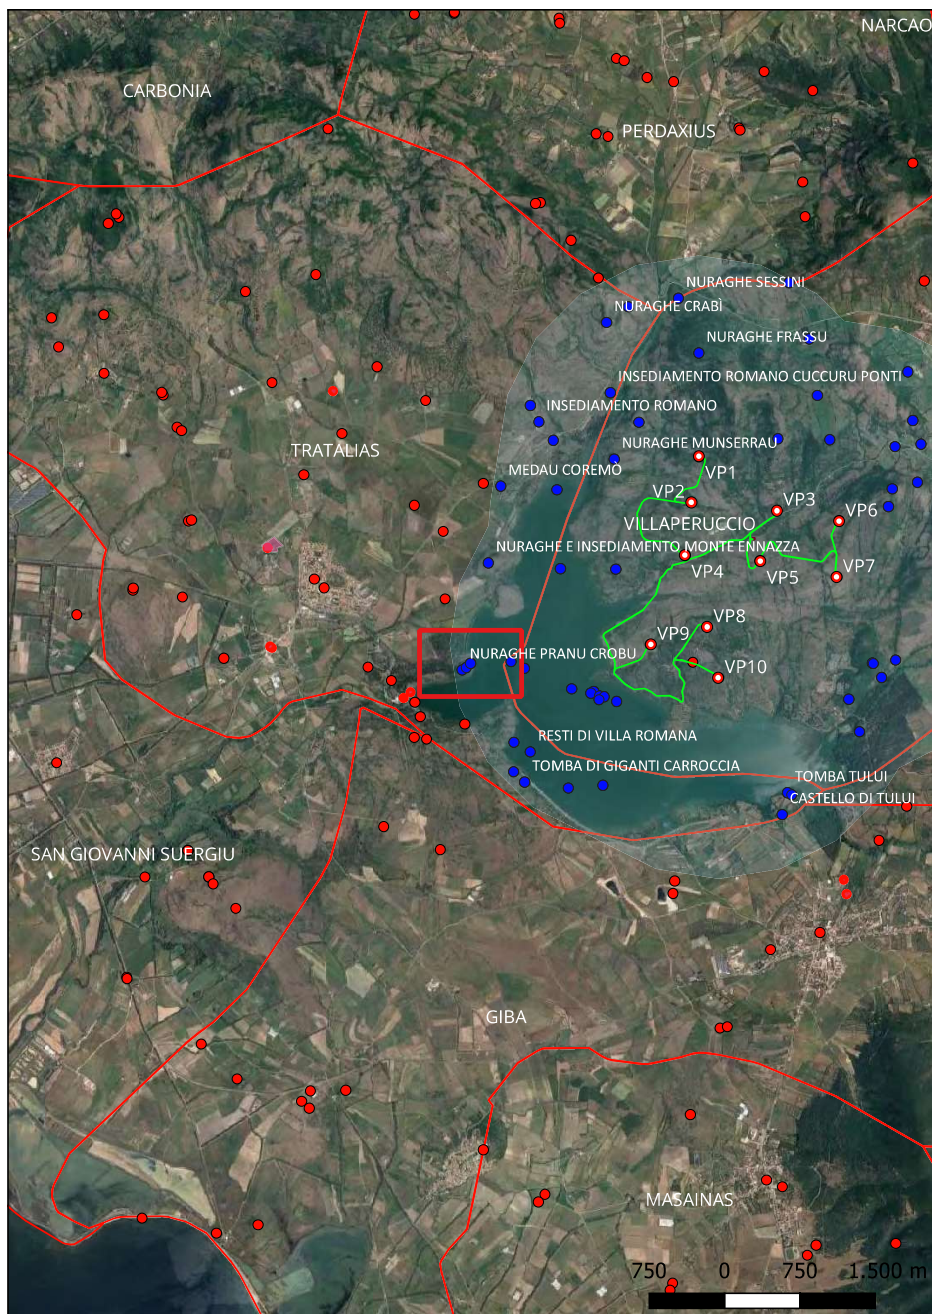 NARCAO
CARBONIA
PERDAXIUS
NURAGHE SESSINI
NURAGHE CRABÌ
NURAGHE FRASSU
INSEDIAMENTO ROMANO CUCCURU PONTI
INSEDIAMENTO ROMANO
NURAGHE MUNSERRAU
TRATALIAS
MEDAU COREMO
VP1
VP2
VP3
VP6
VILLAPERUCCIO
NURAGHE E INSEDIAMENTO MONTE ENNAZZA
VP4
VP5
VP7
VP8
VP9
NURAGHE PRANU CROBU
VP10
RESTI DI VILLA ROMANA
TOMBA DI GIGANTI CARROCCIA
TOMBA TULUI
CASTELLO DI TULUI
SAN GIOVANNI SUERGIU
GIBA
MASAINAS
750 0 750 1.500 m